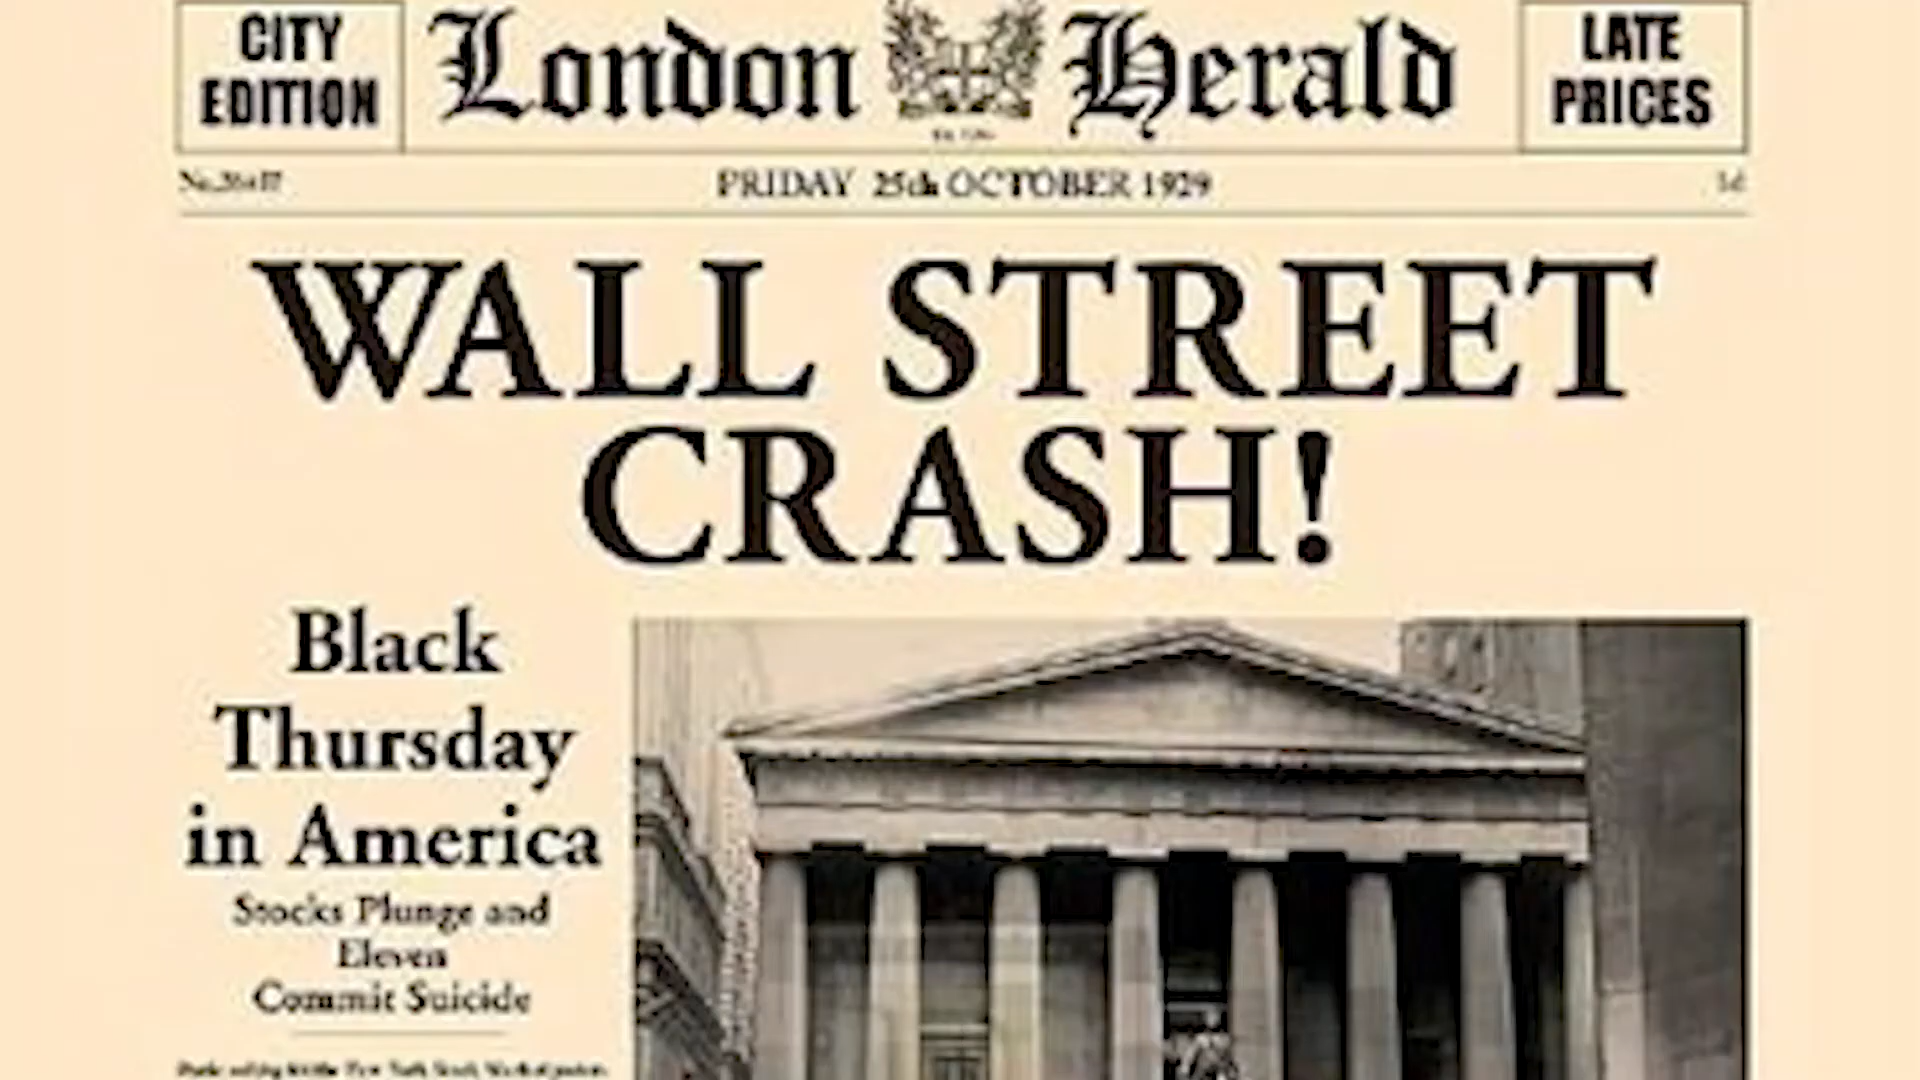 CITY
EDITION
London Herald
LATE
PRICES
FRIDAY 25th OCTOBER 1929
1d
WALL STREET
CRASH!
Black
Thursday
in America
Stocks Plunge and
Eleven
Commit Suicide